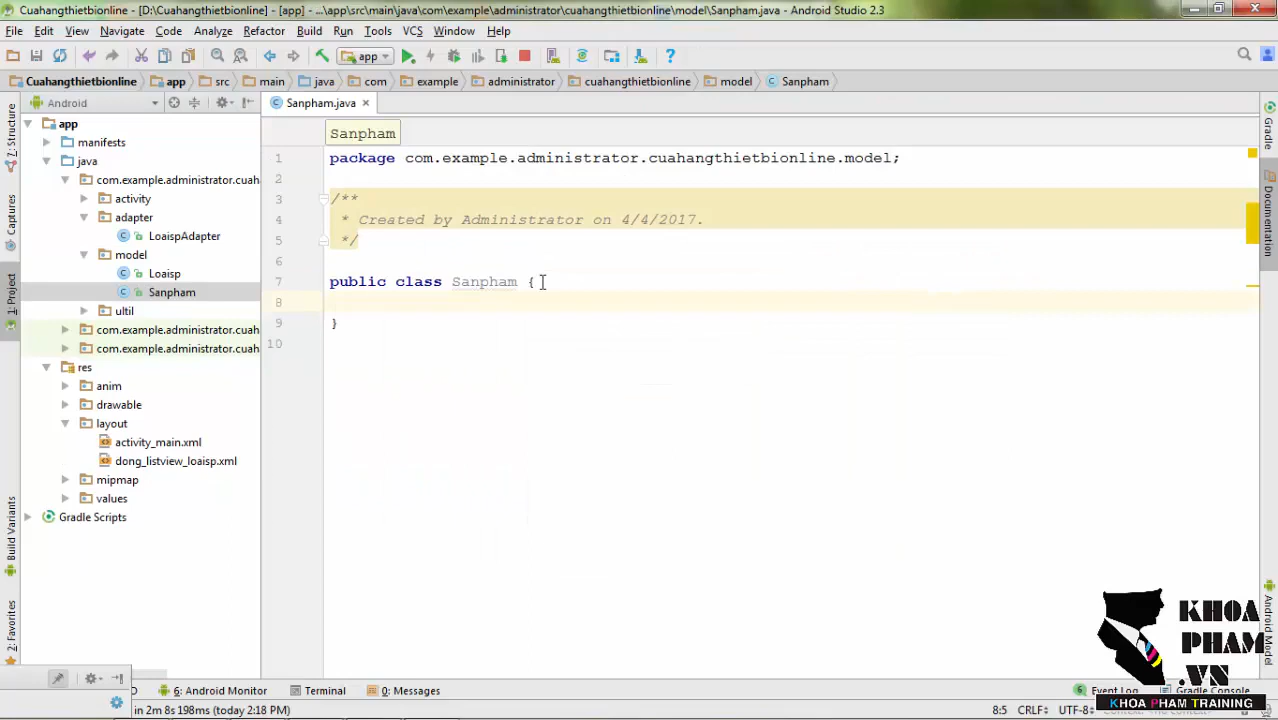 Cuahangthietbionline - [D:\Cuahangthietbionline] - [app] - ...\app\src\main\java\com\example\administrator\cuahangthietbionline\model\Sanpham.java - Android Studio 2.3
File Edit View Navigate Code Analyze Refactor Build Run Tools VCS Window Help
app
Cuahangthietbionline app src main java com example administrator cuahangthietbionline model Sanpham
Android
Sanpham.java
app
manifests
java
com.example.administrator.cuah
activity
adapter
LoaispAdapter
model
Loaisp
Sanpham
ultil
com.example.administrator.cuah
com.example.administrator.cuah
res
anim
drawable
layout
activity_main.xml
dong_listview_loaisp.xml
mipmap
values
Gradle Scripts
Z: Structure
Captures
1: Project
Build Variants
2: Favorites
Sanpham
1 package com.example.administrator.cuahangthietbionline.model;
2
3 /**
4 * Created by Administrator on 4/4/2017.
5 */
6
7 public class Sanpham {
8
9 }
10
Gradle
Documentation
Android Model
KHOA
PHAM
.VN
KHOA PHAM TRAINING
6: Android Monitor Terminal 0: Messages Event Log Gradle Console
in 2m 8s 198ms (today 2:18 PM) 8:5 CRLF UTF-8